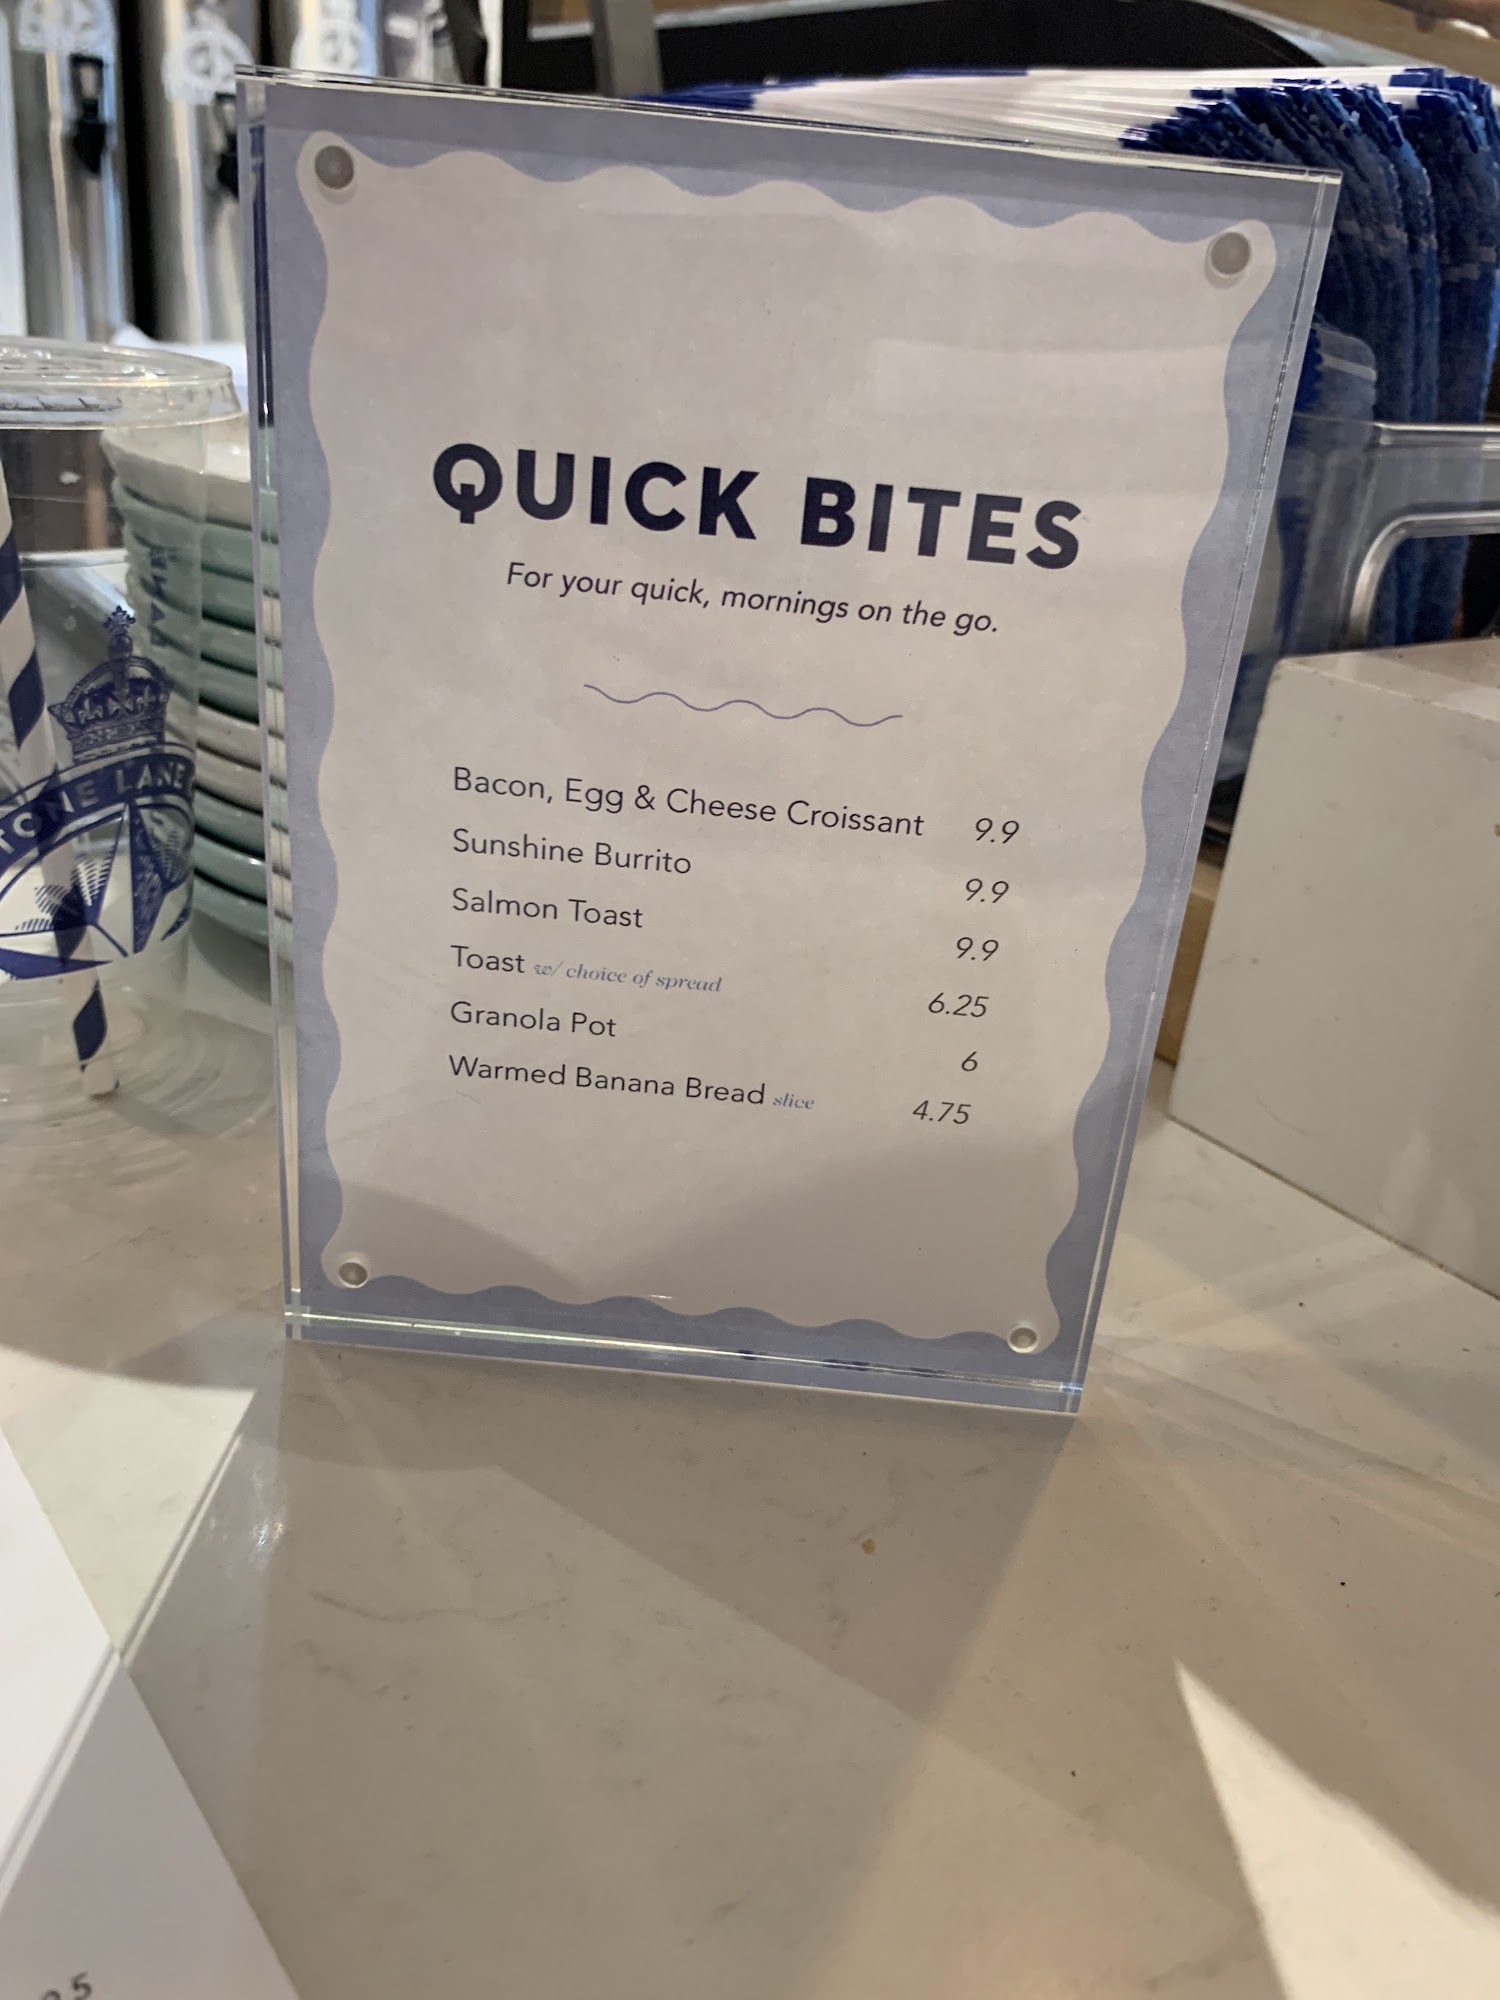 QUICK BITES
For your quick, mornings on the go.
Bacon, Egg & Cheese Croissant 9.9
Sunshine Burrito 9.9
Salmon Toast 9.9
Toast w/ choice of spread 6.25
Granola Pot 6
Warmed Banana Bread slice 4.75
TONE LANE